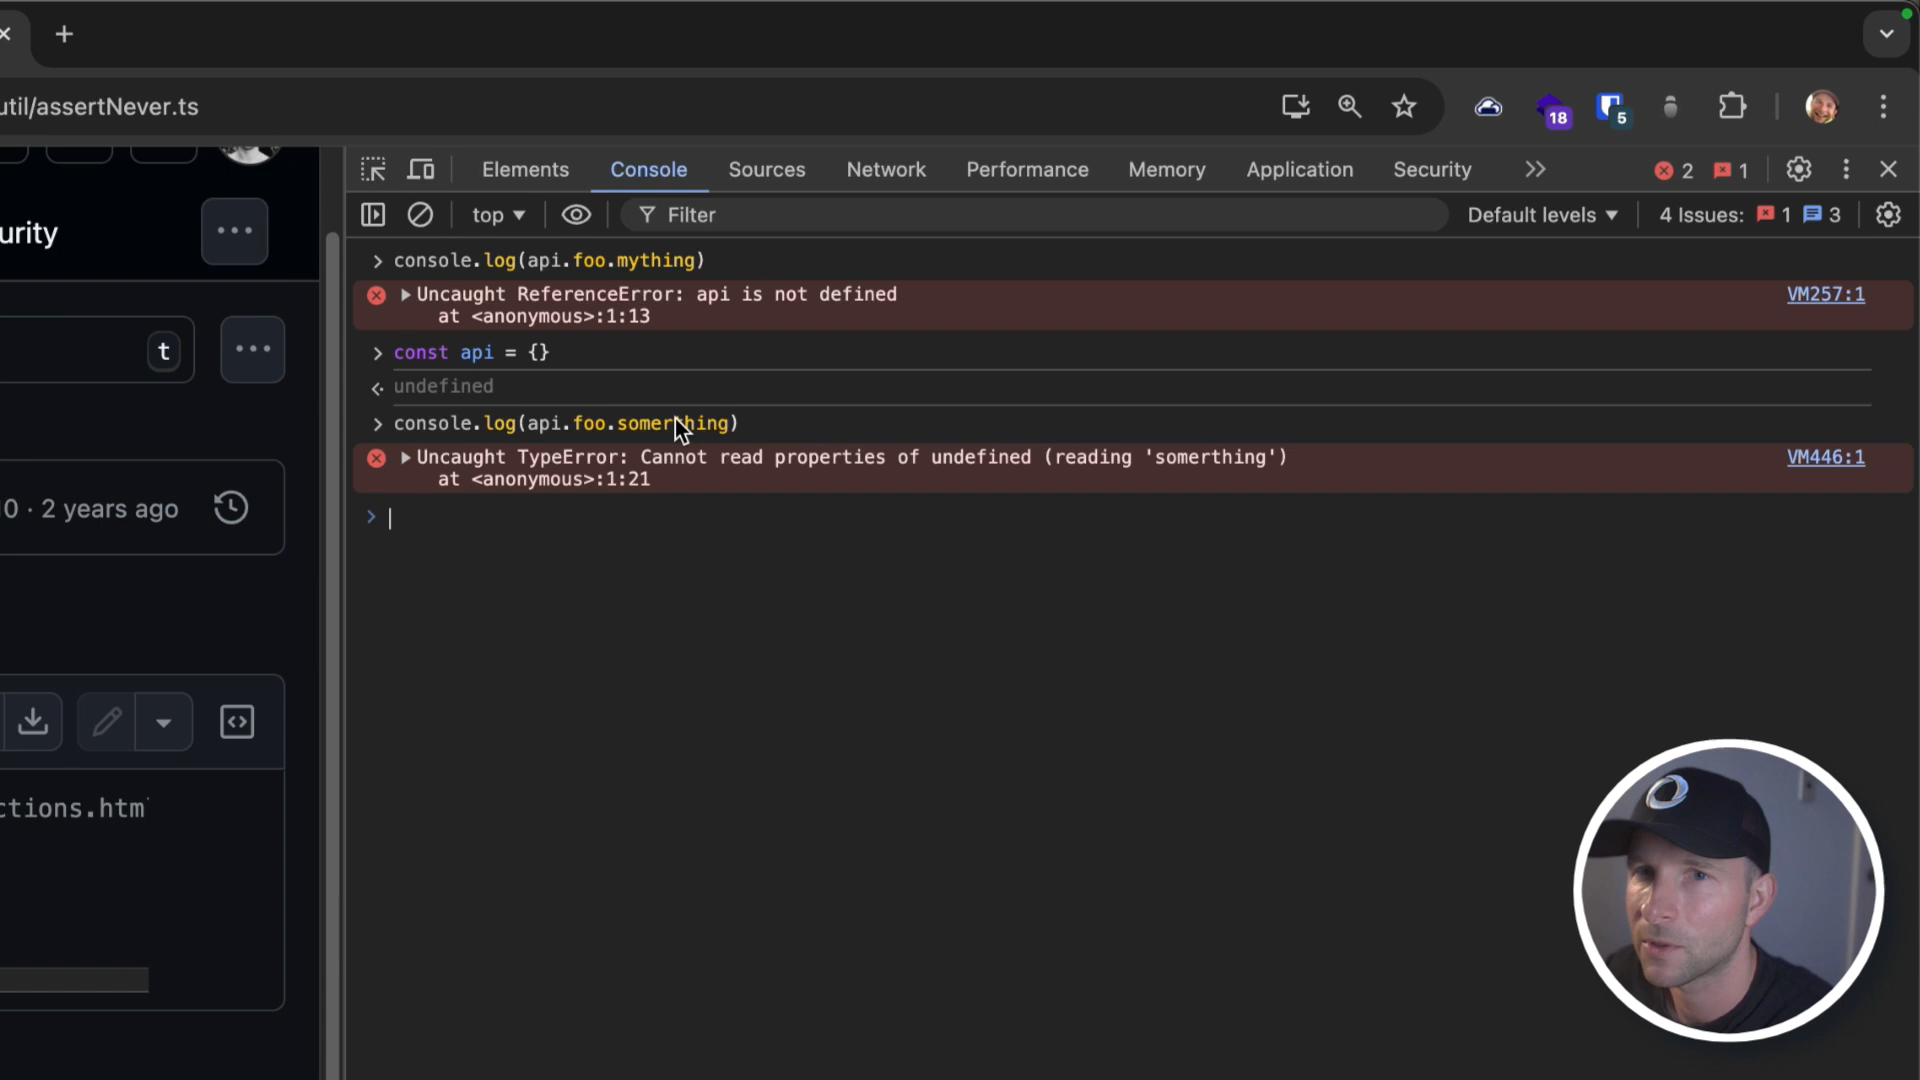 util/assertNever.ts
18
5
Elements Console Sources Network Performance Memory Application Security 2 1
top Filter Default levels 4 Issues: 1 3
urity
console.log(api.foo.mything)
Uncaught ReferenceError: api is not defined VM257:1
at <anonymous>:1:13
t
const api = {}
undefined
console.log(api.foo.somerthing)
Uncaught TypeError: Cannot read properties of undefined (reading 'somerthing') VM446:1
at <anonymous>:1:21
0 · 2 years ago
ctions.htm